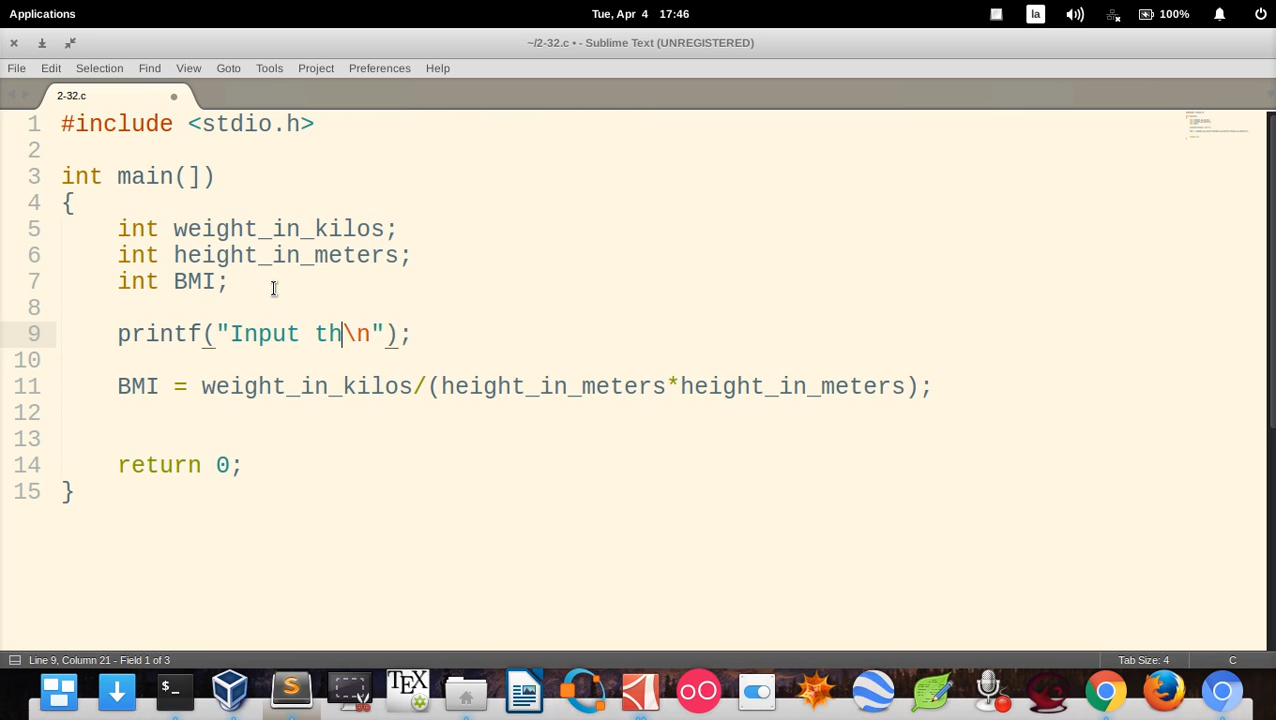 Applications
Tue, Apr 4 17:46
la
100%
~/2-32.c • - Sublime Text (UNREGISTERED)
File Edit Selection Find View Goto Tools Project Preferences Help
2-32.c
1 #include <stdio.h>
2
3 int main(])
4 {
5 int weight_in_kilos;
6 int height_in_meters;
7 int BMI;
8
9 printf("Input th\n");
10
11 BMI = weight_in_kilos/(height_in_meters*height_in_meters);
12
13
14 return 0;
15 }
Line 9, Column 21 - Field 1 of 3
Tab Size: 4
C
TEX